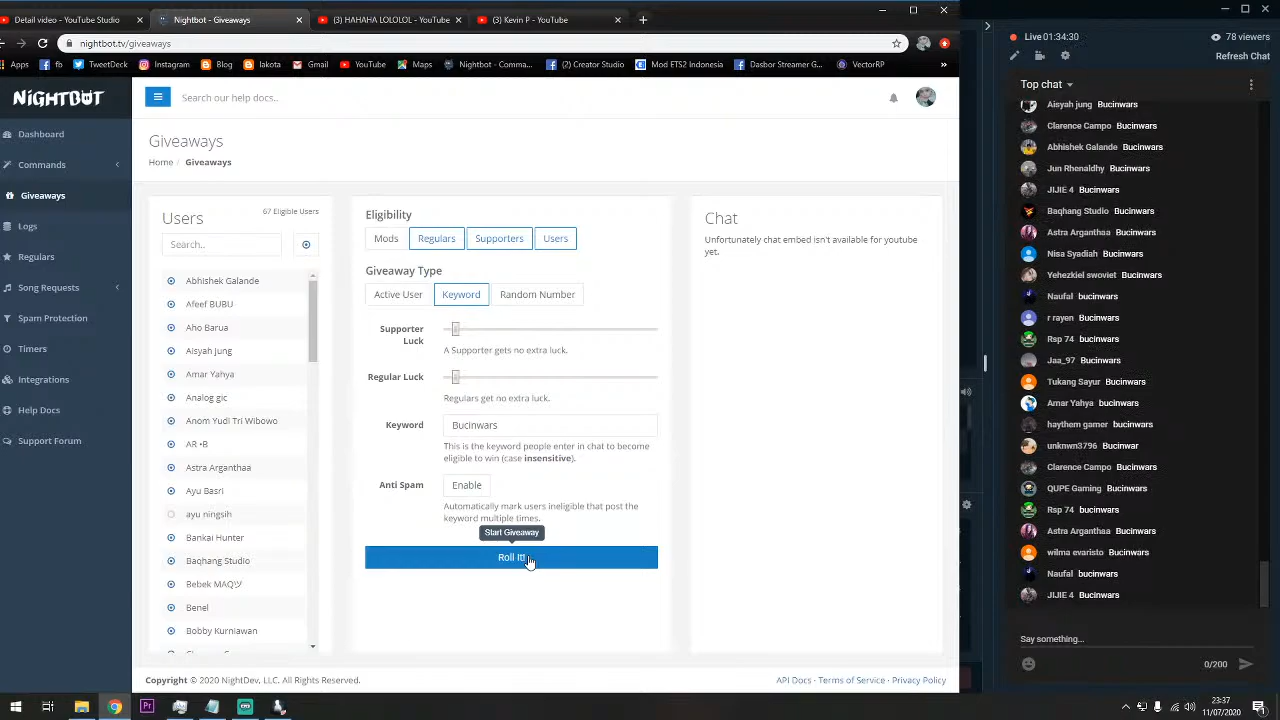 Detail video - YouTube
Nightbot - Giveaways
(3) HAHAHA LOLOLOL - YouTube
(3) Kevin P - YouTube
nightbot.tv/giveaways
Apps
fb
TweetDeck
Instagram
Blog
lakota
Gmail
YouTube
Maps
Nightbot - Comma...
(2) Creator Studio
Mod ETS2 Indonesia
Dasbor Streamer G...
VectorRP
NIGHTBOT
Search our help docs..
Dashboard
Commands
Giveaways
Logs
Regulars
Song Requests
Spam Protection
Timers
Integrations
Help Docs
Support Forum
Giveaways
Home / Giveaways
Users
67 Eligible Users
Search..
Abhishek Galande
Afeef BUBU
Aho Barua
Aisyah Jung
Amar Yahya
Analog gic
Anom Yudi Tri Wibowo
AR •B
Astra Arganthaa
Ayu Basri
ayu ningsih
Bankai Hunter
Baqhang Studio
Bebek MAQツ
Benel
Bobby Kurniawan
Eligibility
Mods
Regulars
Supporters
Users
Giveaway Type
Active User
Keyword
Random Number
Supporter
Luck
A Supporter gets no extra luck.
Regular Luck
Regulars get no extra luck.
Keyword
Bucinwars
This is the keyword people enter in chat to become
eligible to win (case insensitive).
Anti Spam
Enable
Automatically mark users ineligible that post the
keyword multiple times.
Start Giveaway
Roll It!
Chat
Unfortunately chat embed isn't available for youtube
yet.
Copyright © 2020 NightDev, LLC. All Rights Reserved.
API Docs · Terms of Service · Privacy Policy
Live 01:34:30
78 viewers
Refresh Chat
Top chat
Aisyah jung Bucinwars
Clarence Campo Bucinwars
Abhishek Galande Bucinwars
Jun Rhenaldhy Bucinwars
JIJIE 4 Bucinwars
Baqhang Studio Bucinwars
Astra Arganthaa Bucinwars
Nisa Syadiah Bucinwars
Yehezkiel swoviet Bucinwars
Naufal bucinwars
r rayen Bucinwars
Rsp 74 bucinwars
Jaa_97 Bucinwars
Tukang Sayur Bucinwars
Amar Yahya bucinwars
haythem gamer bucinwars
unkmwn3796 Bucinwar
Clarence Campo Bucinwars
QUPE Gaming Bucinwars
Rsp 74 bucinwars
Astra Arganthaa Bucinwars
wilma evaristo Bucinwars
Naufal bucinwars
JIJIE 4 Bucinwars
Say something...
0/200
23:37
11/07/2020